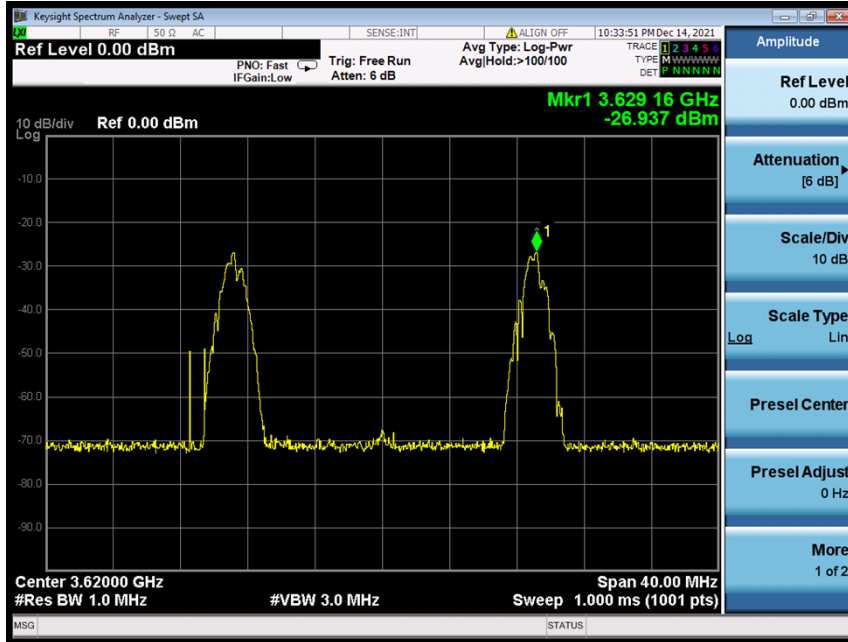 Keysight Spectrum Analyzer - Swept SA
LXI RF 50 Ω AC SENSE:INT ALIGN OFF 10:33:51 PM Dec 14, 2021
Ref Level 0.00 dBm
PNO: Fast
IFGain:Low
Trig: Free Run
Atten: 6 dB
Avg Type: Log-Pwr
Avg|Hold:>100/100
TRACE 1 2 3 4 5 6
TYPE M W W W W W
DET P N N N N N
Mkr1 3.629 16 GHz
-26.937 dBm
10 dB/div Ref 0.00 dBm
Log
-10.0
-20.0
1
-30.0
-40.0
-50.0
-60.0
-70.0
-80.0
-90.0
Center 3.62000 GHz Span 40.00 MHz
#Res BW 1.0 MHz #VBW 3.0 MHz Sweep 1.000 ms (1001 pts)
MSG STATUS
Amplitude
Ref Level
0.00 dBm
Attenuation
[6 dB]
Scale/Div
10 dB
Scale Type
Log Lin
Presel Center
Presel Adjust
0 Hz
More
1 of 2